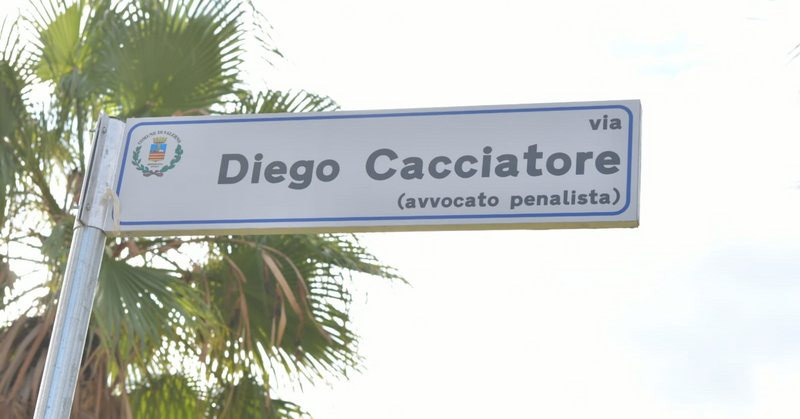 via
Diego Cacciatore
(avvocato penalista)